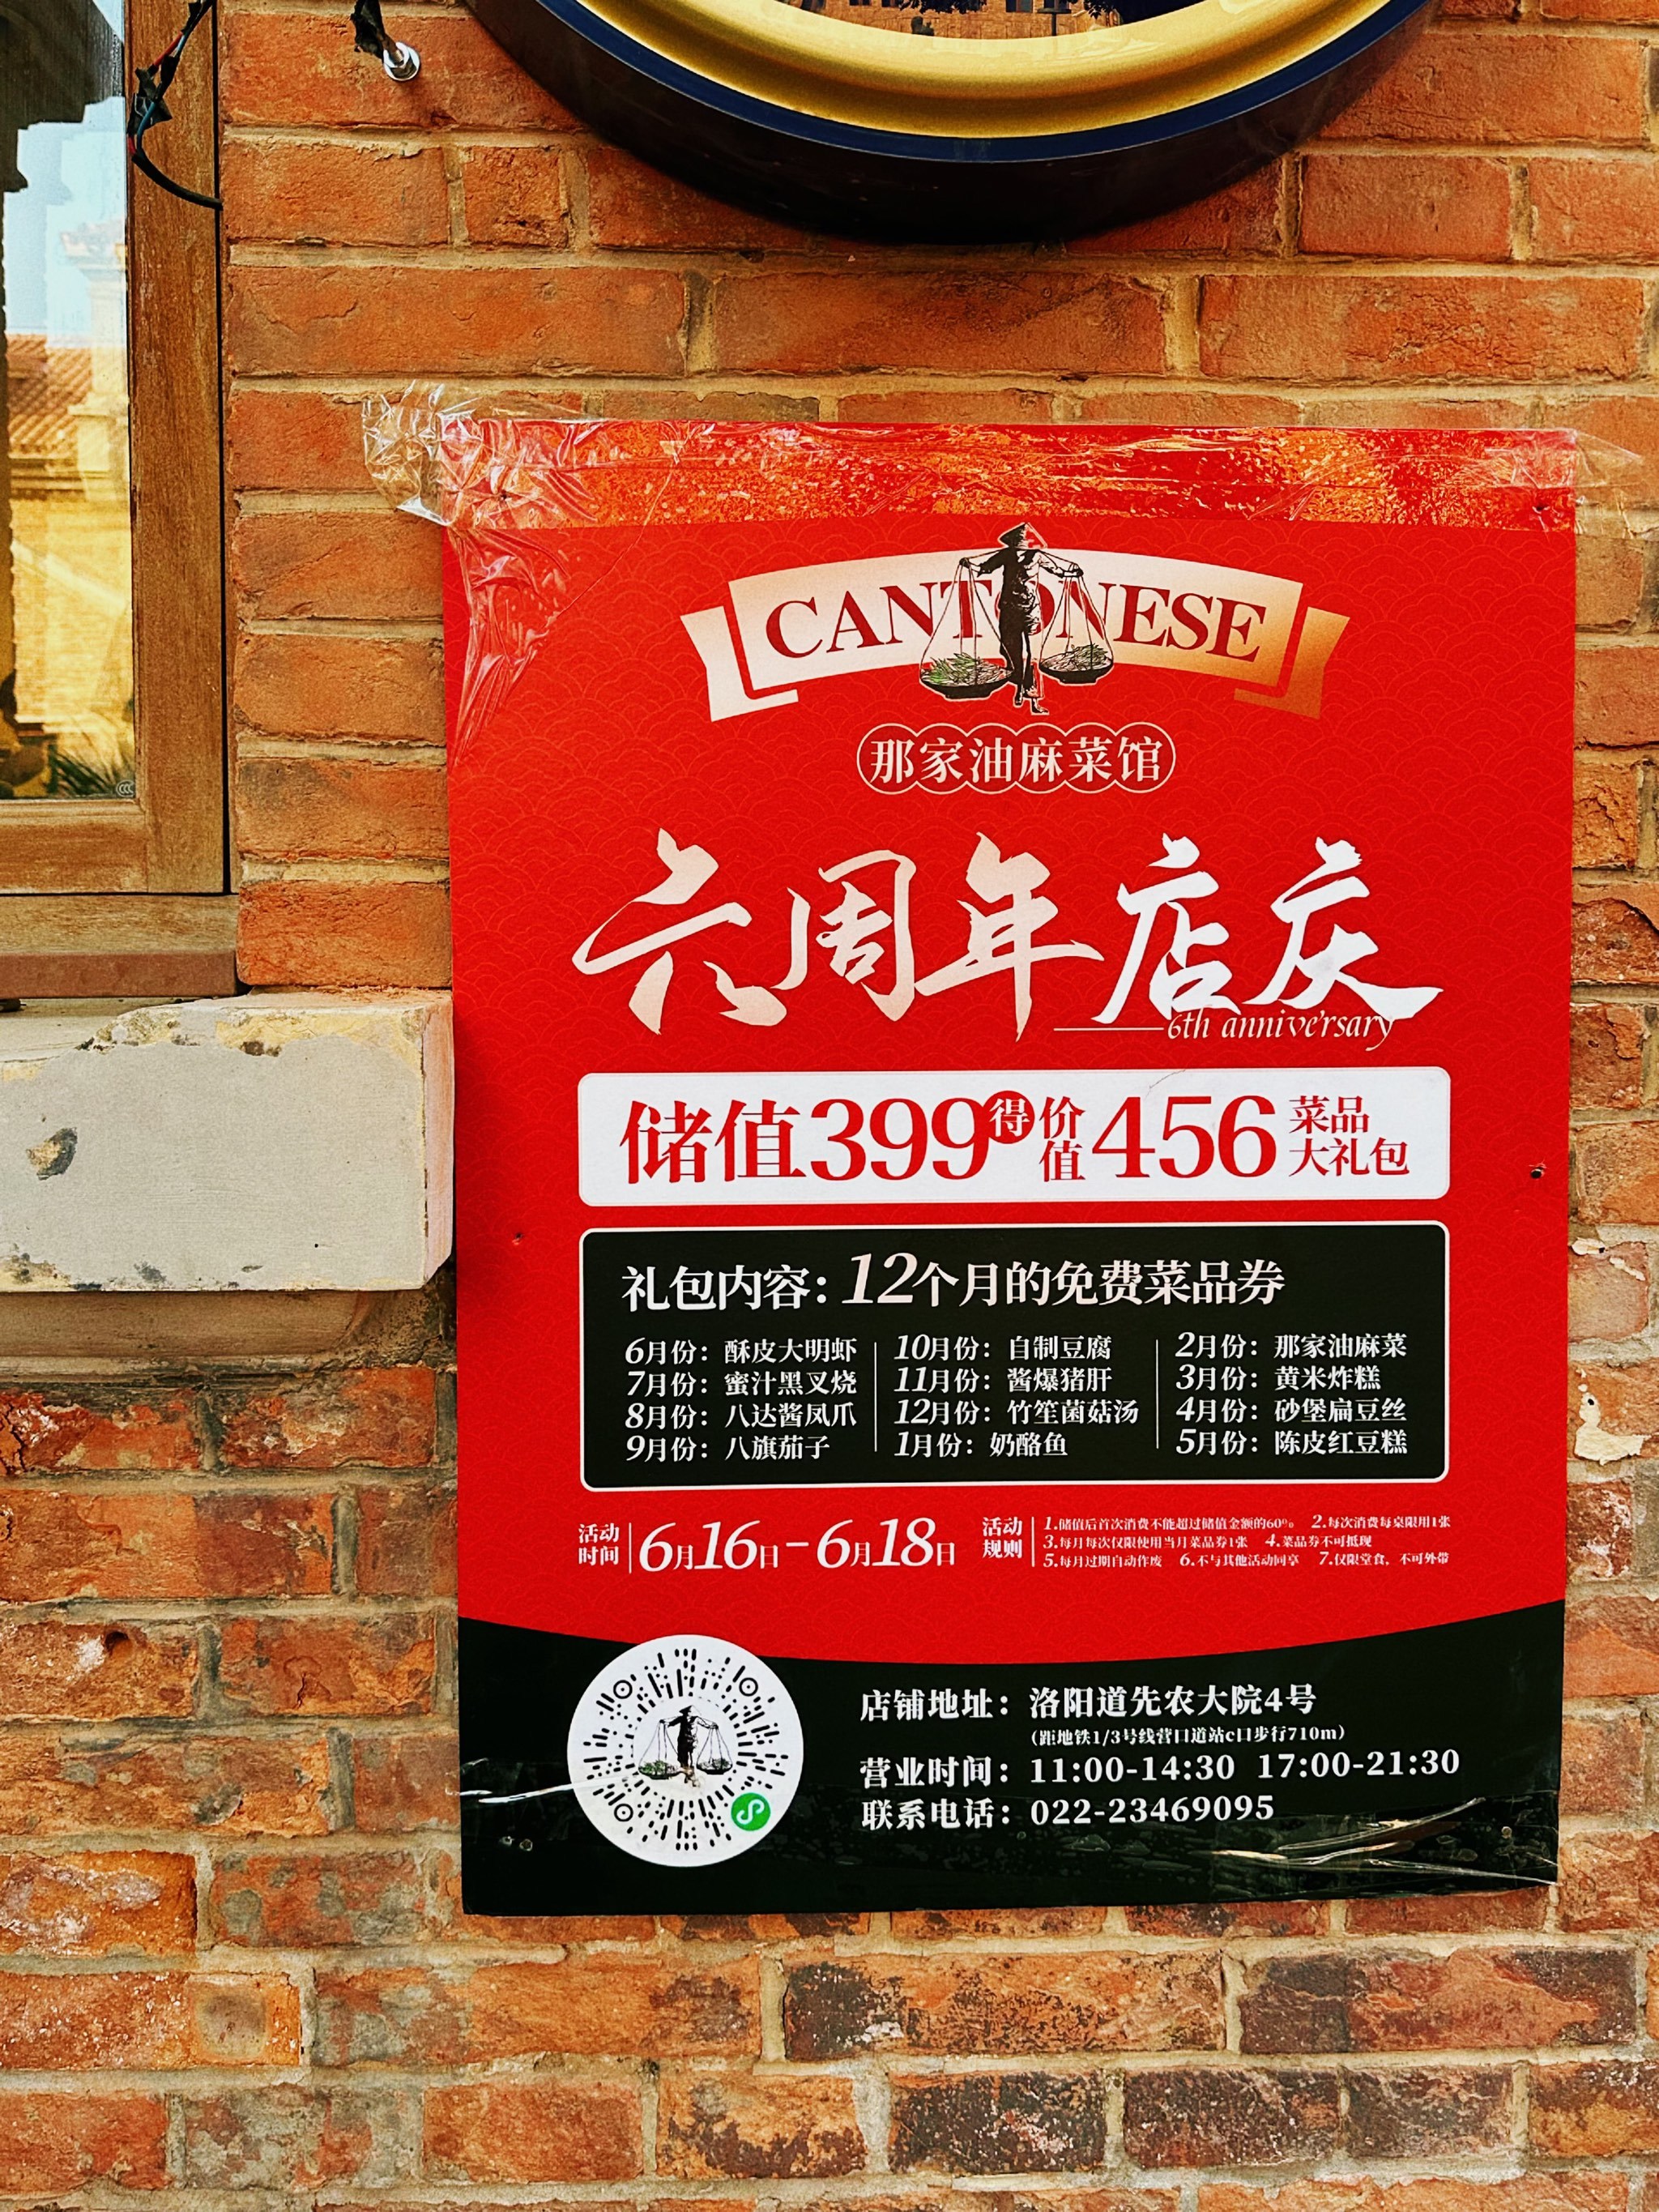 CANTONESE
那家油麻菜馆
六周年店庆
6th anniversary
储值399得价值456菜品大礼包
礼包内容：12个月的免费菜品券
6月份：酥皮大明虾
7月份：蜜汁黑叉烧
8月份：八达酱凤爪
9月份：八旗茄子
10月份：自制豆腐
11月份：酱爆猪肝
12月份：竹笙菌菇汤
1月份：奶酪鱼
2月份：那家油麻菜
3月份：黄米炸糕
4月份：砂堡扁豆丝
5月份：陈皮红豆糕
活动时间 6月16日-6月18日
活动规则
1.储值后首次消费不能超过储值金额的60% 2.每次消费每桌限用1张
3.每月每次仅限使用当月菜品券1张 4.菜品券不可抵现
5.每月过期自动作废 6.不与其他活动同享 7.仅限堂食，不可外带
店铺地址：洛阳道先农大院4号
（距地铁1/3号线营口道站c口步行710m）
营业时间：11:00-14:30 17:00-21:30
联系电话：022-23469095